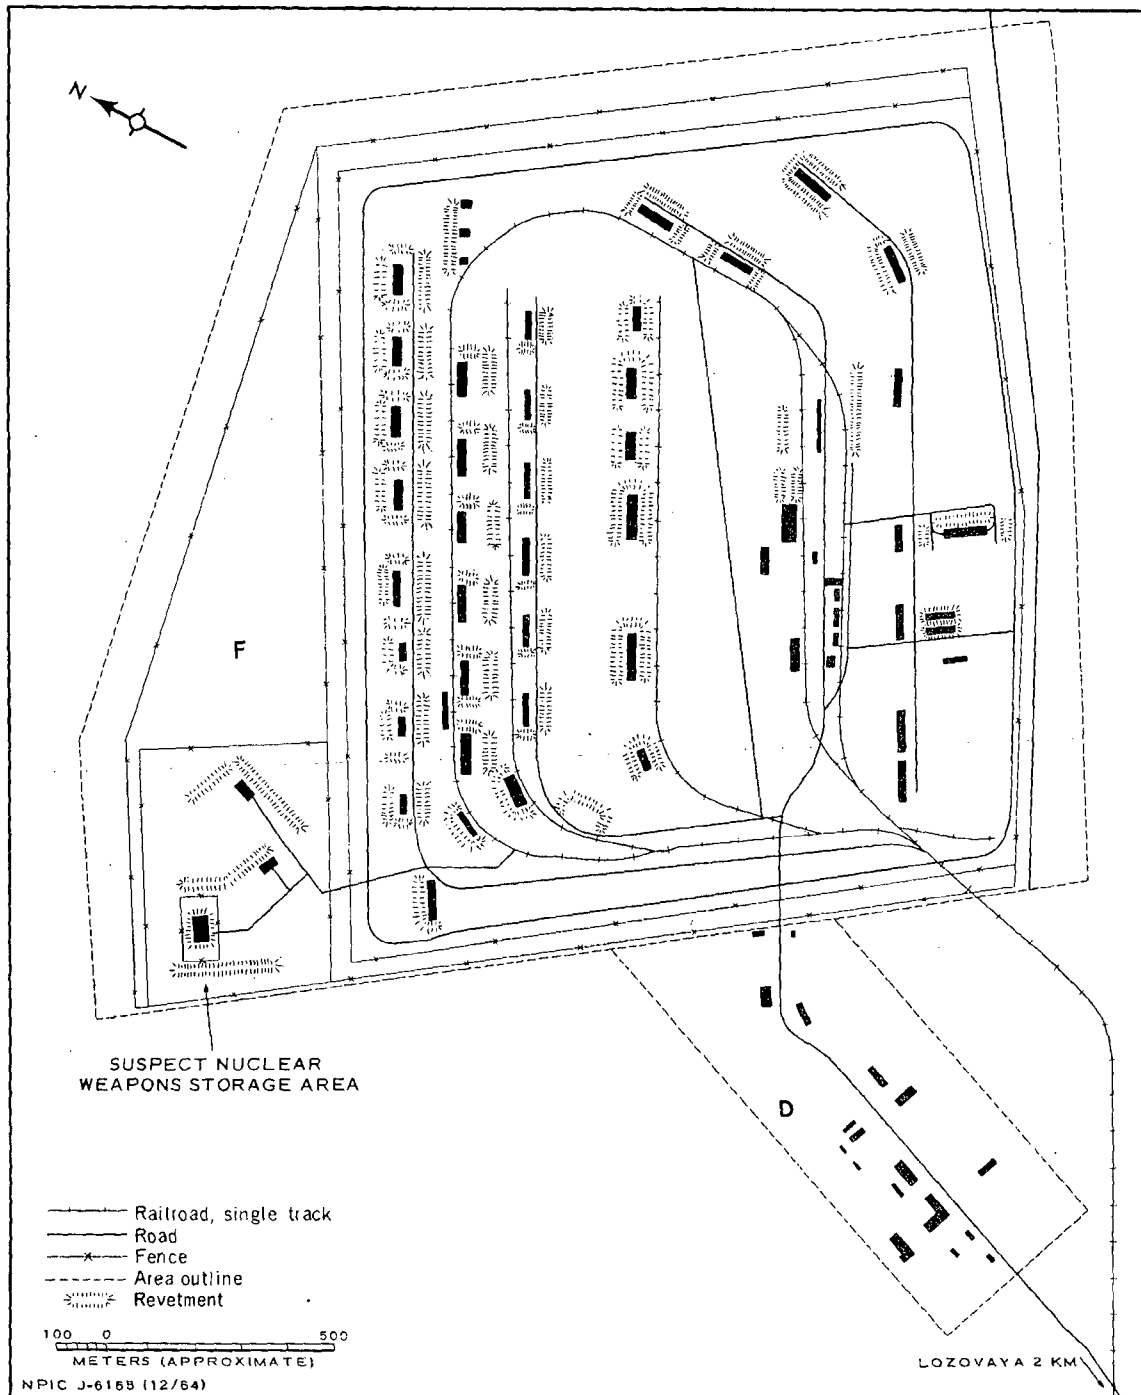 N
F
SUSPECT NUCLEAR
WEAPONS STORAGE AREA
D
Railroad, single track
Road
Fence
Area outline
Revetment
100 0 500
METERS (APPROXIMATE)
LOZOVAYA 2 KM
NPIC J-6165 (12/64)